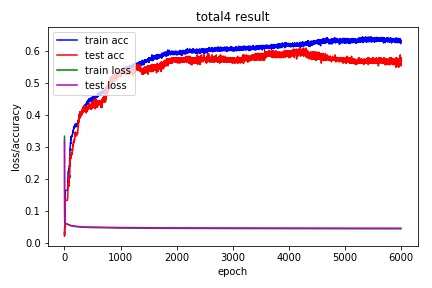 total4 result
train acc
test acc
train loss
test loss
loss/accuracy
0.6
0.5
0.4
0.3
0.2
0.1
0.0
0 1000 2000 3000 4000 5000 6000
epoch